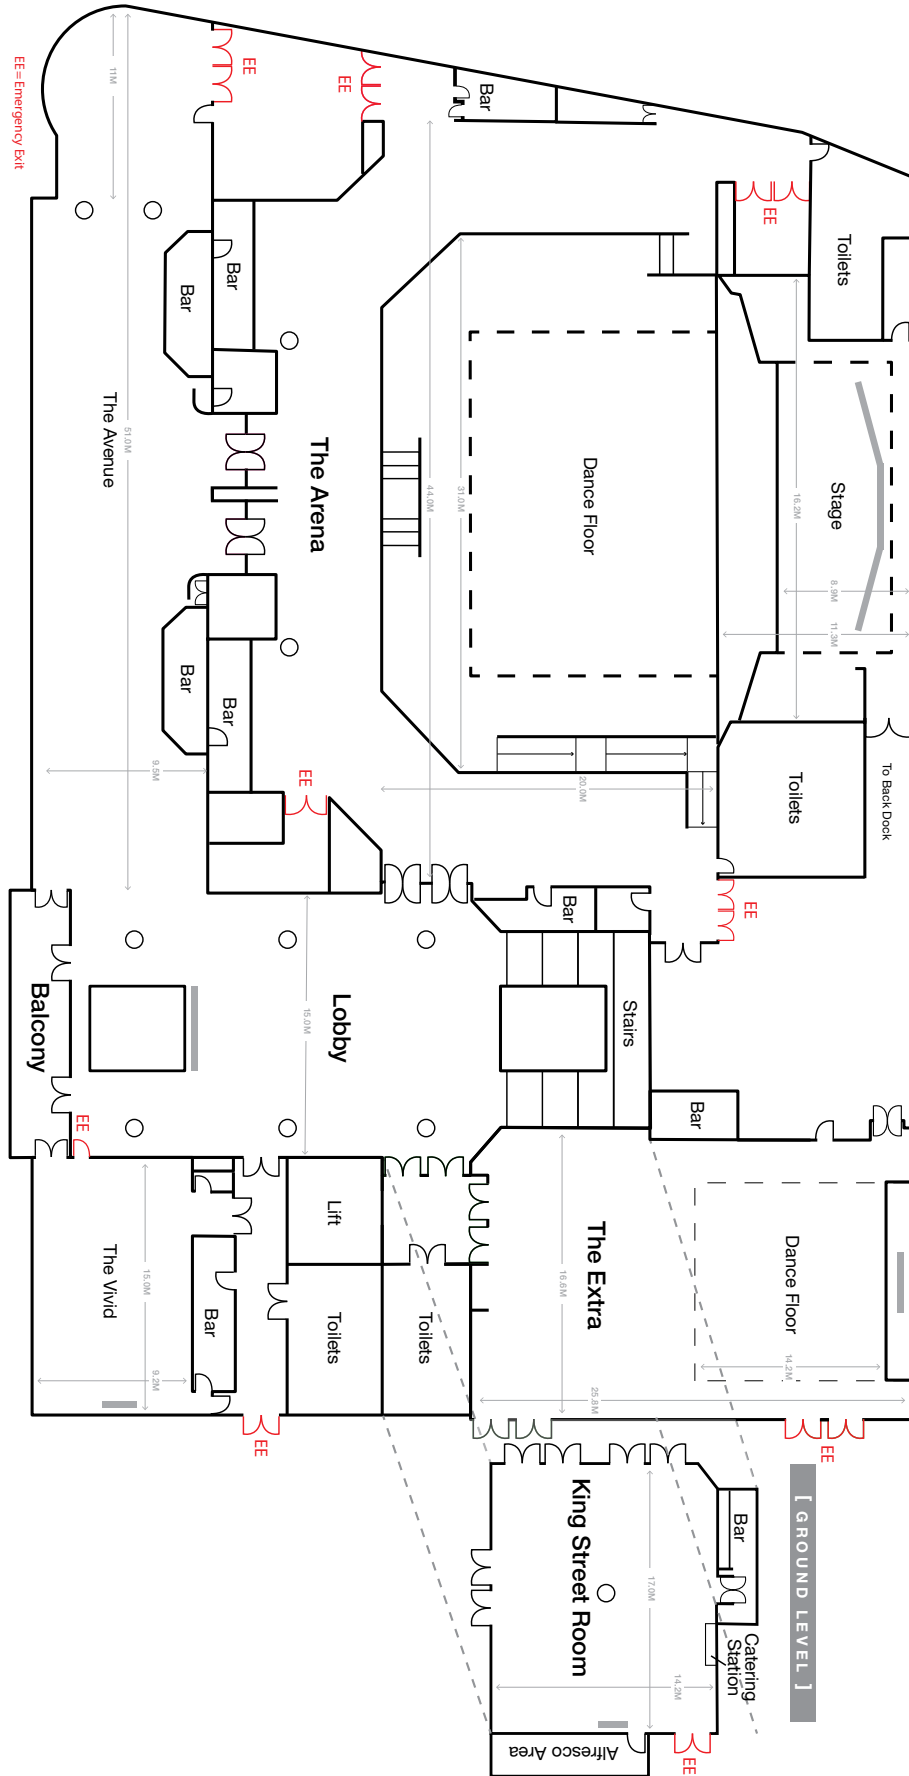 EE=Emergency Exit
11M
EE
EE
Bar
EE
Toilets
Bar
Bar
The Avenue
51.0M
The Arena
44.0M
31.0M
Dance Floor
16.2M
Stage
8.9M
11.3M
Bar
Bar
9.5M
EE
20.0M
Toilets
To Back Dock
EE
Bar
Balcony
Lobby
15.0M
Stairs
Bar
EE
The Vivid
15.0M
9.2M
Bar
Lift
Toilets
Toilets
EE
The Extra
16.6M
25.8M
Dance Floor
14.2M
EE
[ GROUND LEVEL ]
King Street Room
17.0M
14.2M
Bar
Catering
Station
Alfresco Area
EE